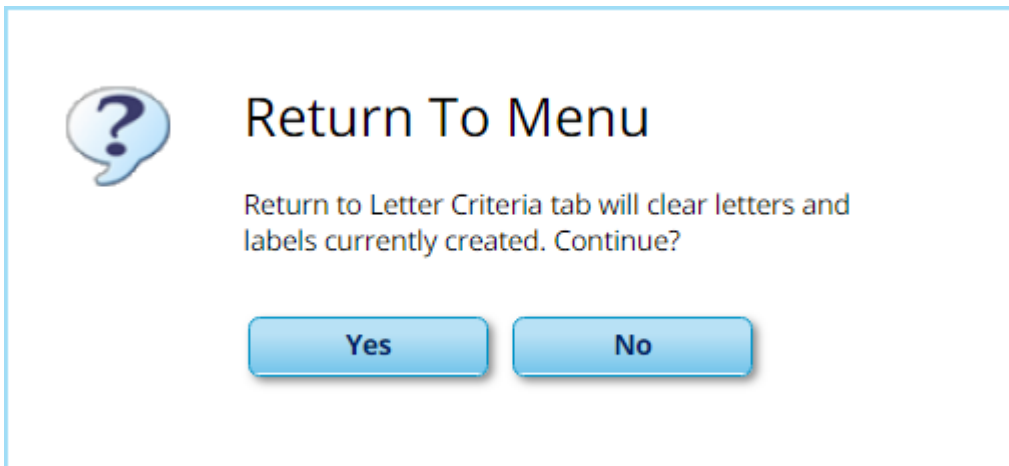 ?
Return To Menu
Return to Letter Criteria tab will clear letters and
labels currently created. Continue?
Yes
No